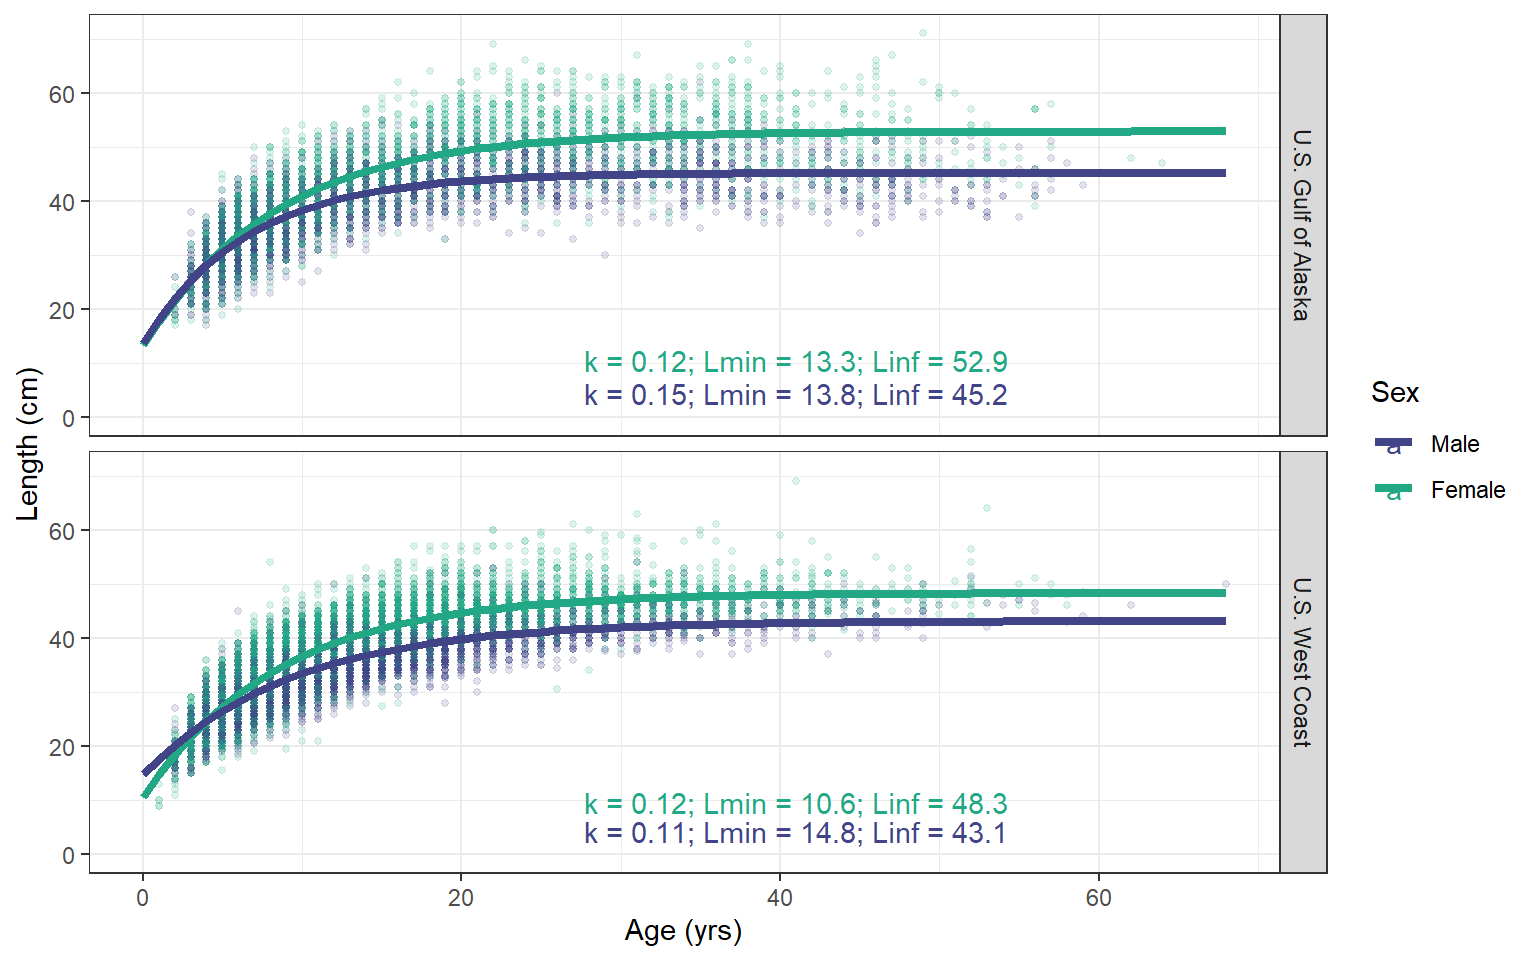 60
40
20
0
k = 0.12; Lmin = 13.3; Linf = 52.9
k = 0.15; Lmin = 13.8; Linf = 45.2
U.S. Gulf of Alaska
60
40
20
0
k = 0.12; Lmin = 10.6; Linf = 48.3
k = 0.11; Lmin = 14.8; Linf = 43.1
U.S. West Coast
0 20 40 60
Age (yrs)
Length (cm)
Sex
a Male
a Female